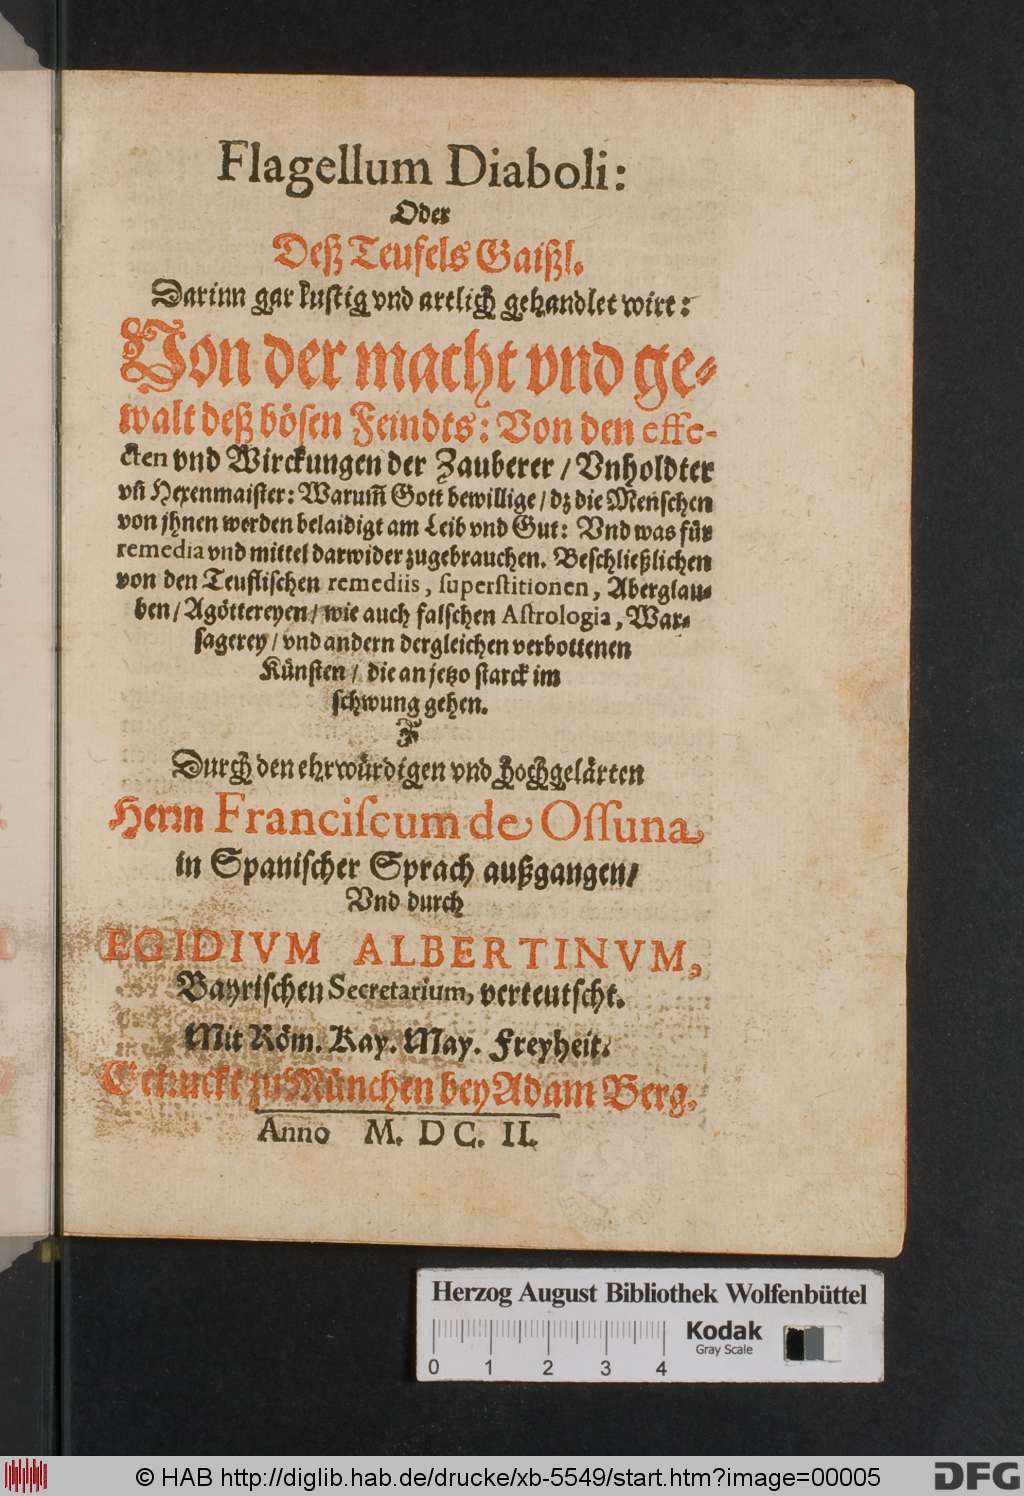 Flagellum Diaboli:
Oder
Deß Teufels Gaißl.
Darinn gar lustig vnd artlich gehandlet wirt:
Von der macht vnd ge-
walt deß bösen Feindts: Von den effe-
cten vnd Wirckungen der Zauberer / Vnholdter
vñ Hexenmaister: Warum̃ Gott bewillige / dz die Menschen
von jhnen werden belaidigt am Leib vnd Gut: Vnd was für
remedia vnd mittel darwider zugebrauchen. Beschließlichen
von den Teuflischen remediis, superstitionen, Aberglau-
ben / Agöttereyen / wie auch falschen Astrologia, War-
sagerey / vnd andern dergleichen verbottenen
Künsten / die an jetzo starck im
schwung gehen.
Durch den ehrwürdigen vnd hochgelärten
Herrn Franciscum de Ossuna
in Spanischer Sprach außgangen /
Vnd durch
EGIDIVM ALBERTINVM,
Bayrischen Secretarium, verteutscht.
Mit Röm. Kay. May. Freyheit.
Getruckt zu München bey Adam Berg.
Anno M. DC. II.
Herzog August Bibliothek Wolfenbüttel
Kodak
Gray Scale
0 1 2 3 4
© HAB http://diglib.hab.de/drucke/xb-5549/start.htm?image=00005
DFG